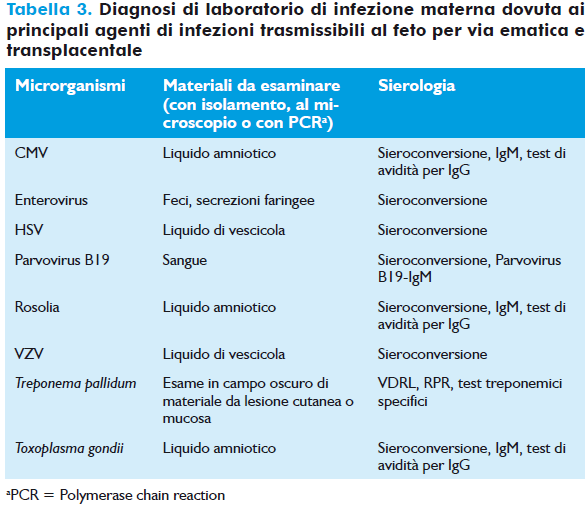 Tabella 3. Diagnosi di laboratorio di infezione materna dovuta ai
principali agenti di infezioni trasmissibili al feto per via ematica e
transplacentale
Microrganismi Materiali da esaminare Sierologia
(con isolamento, al mi-
croscopio o con PCRª)
CMV Liquido amniotico Sieroconversione, IgM, test di
avidità per IgG
Enterovirus Feci, secrezioni faringee Sieroconversione
HSV Liquido di vescicola Sieroconversione
Parvovirus B19 Sangue Sieroconversione, Parvovirus
B19-IgM
Rosolia Liquido amniotico Sieroconversione, IgM, test di
avidità per IgG
VZV Liquido di vescicola Sieroconversione
Treponema pallidum Esame in campo oscuro di VDRL, RPR, test treponemici
materiale da lesione cutanea o specifici
mucosa
Toxoplasma gondii Liquido amniotico Sieroconversione, IgM, test di
avidità per IgG
ªPCR = Polymerase chain reaction